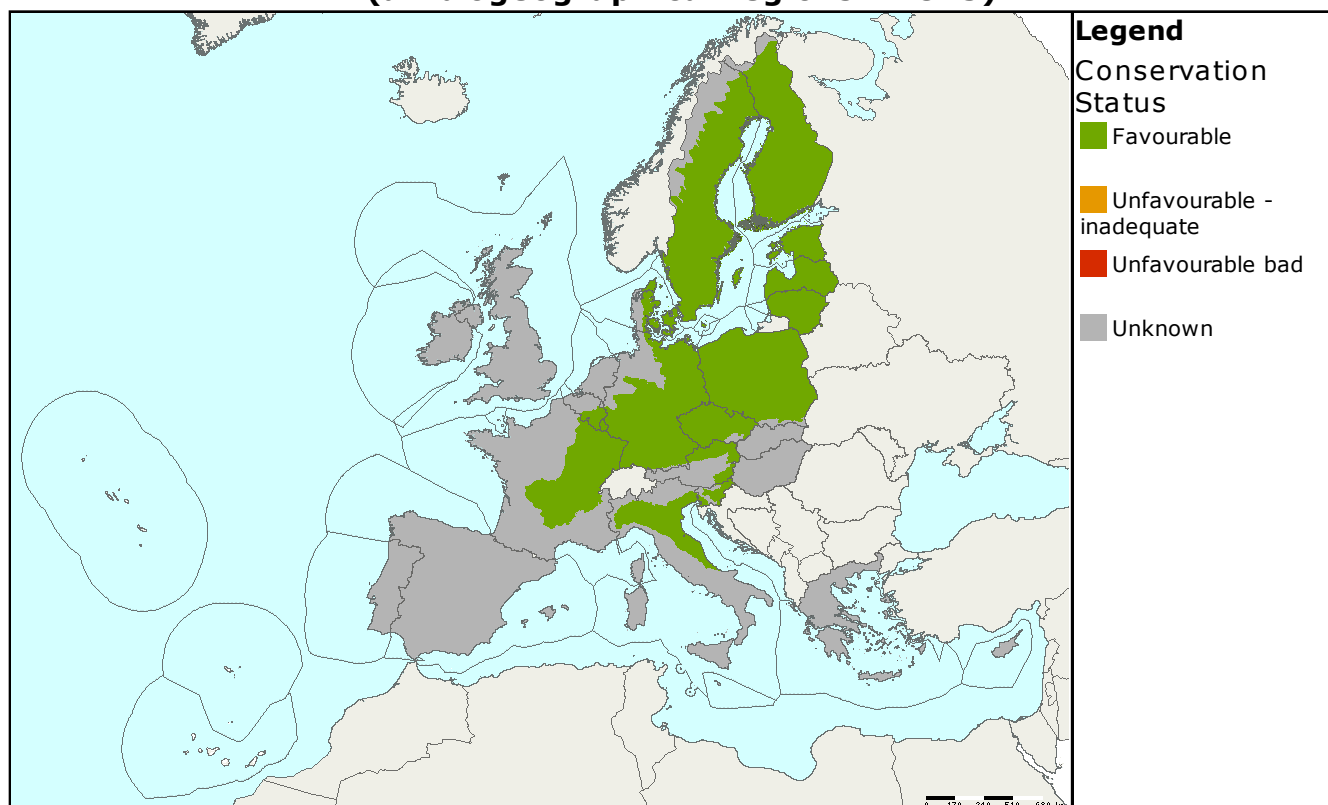 Legend
Conservation
Status
Favourable
Unfavourable -
inadequate
Unfavourable bad
Unknown